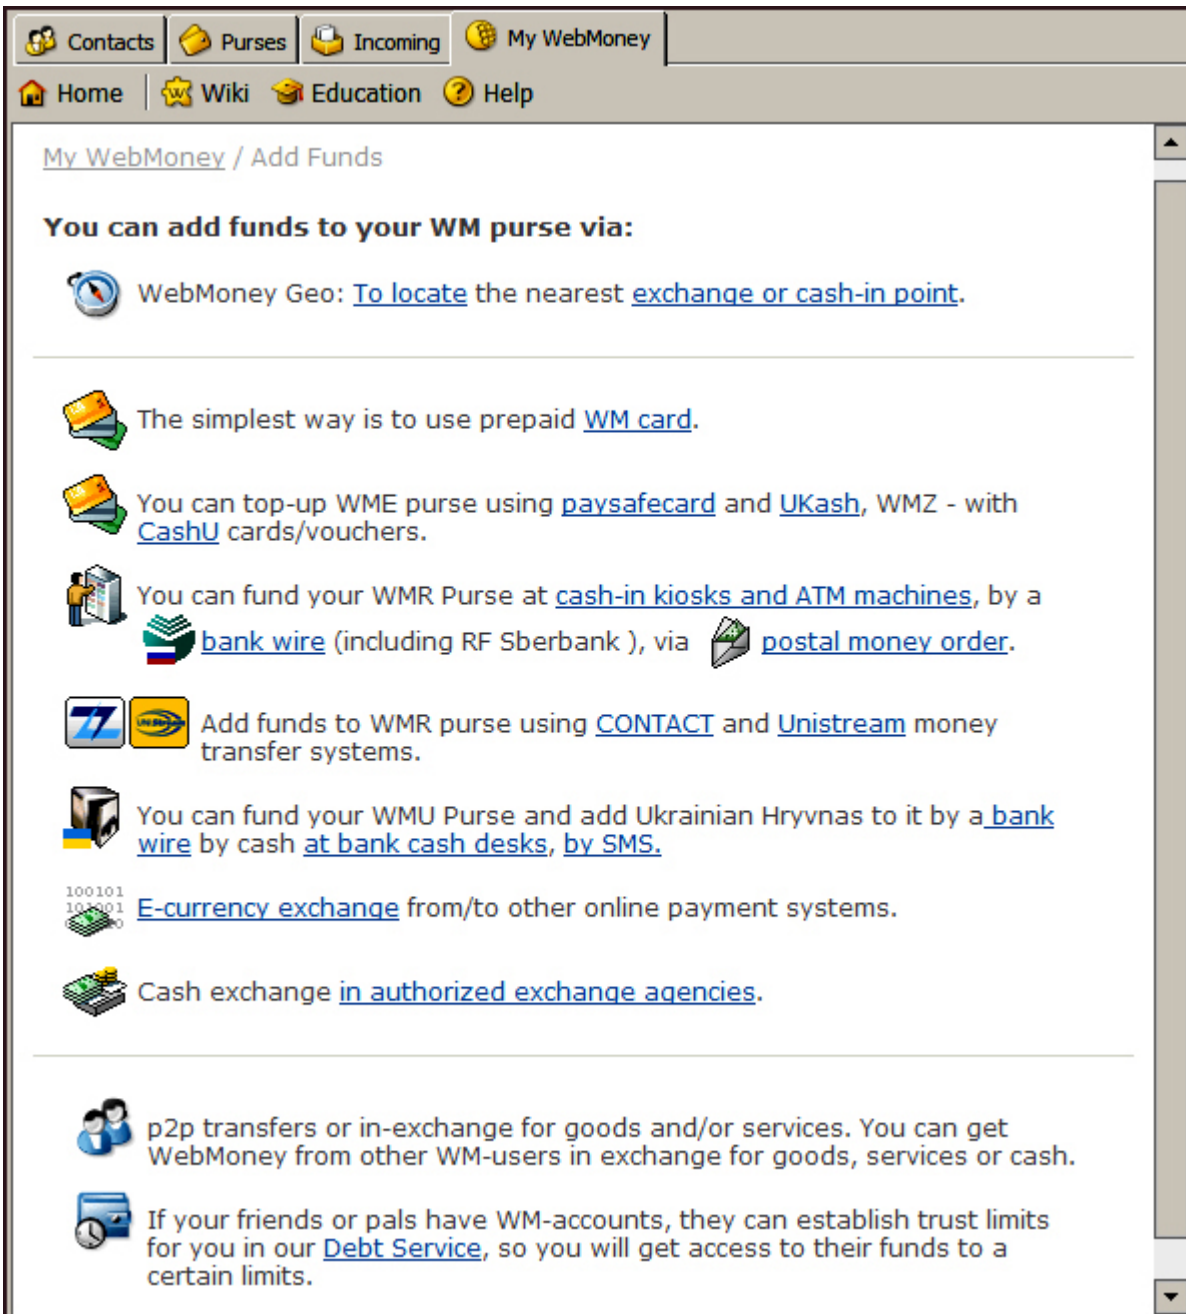 Contacts Purses Incoming My WebMoney
Home Wiki Education Help
My WebMoney / Add Funds
You can add funds to your WM purse via:
WebMoney Geo: To locate the nearest exchange or cash-in point.
The simplest way is to use prepaid WM card.
You can top-up WME purse using paysafecard and UKash, WMZ - with
CashU cards/vouchers.
You can fund your WMR Purse at cash-in kiosks and ATM machines, by a
bank wire (including RF Sberbank ), via postal money order.
Add funds to WMR purse using CONTACT and Unistream money
transfer systems.
You can fund your WMU Purse and add Ukrainian Hryvnas to it by a bank
wire by cash at bank cash desks, by SMS.
100101
E-currency exchange from/to other online payment systems.
Cash exchange in authorized exchange agencies.
p2p transfers or in-exchange for goods and/or services. You can get
WebMoney from other WM-users in exchange for goods, services or cash.
If your friends or pals have WM-accounts, they can establish trust limits
for you in our Debt Service, so you will get access to their funds to a
certain limits.